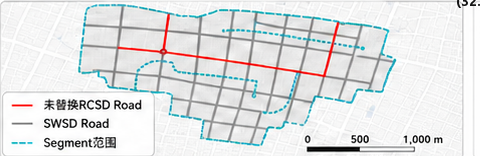 (32.
未替换RCSD Road
SWSD Road
Segment范围
0 500 1,000 m